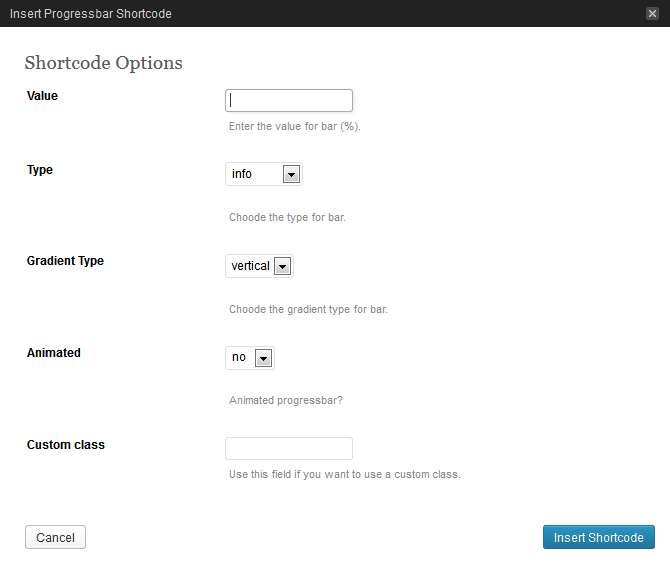 Insert Progressbar Shortcode
Shortcode Options
Value
Enter the value for bar (%).
Type
info
Choode the type for bar.
Gradient Type
vertical
Choode the gradient type for bar.
Animated
no
Animated progressbar?
Custom class
Use this field if you want to use a custom class.
Cancel
Insert Shortcode